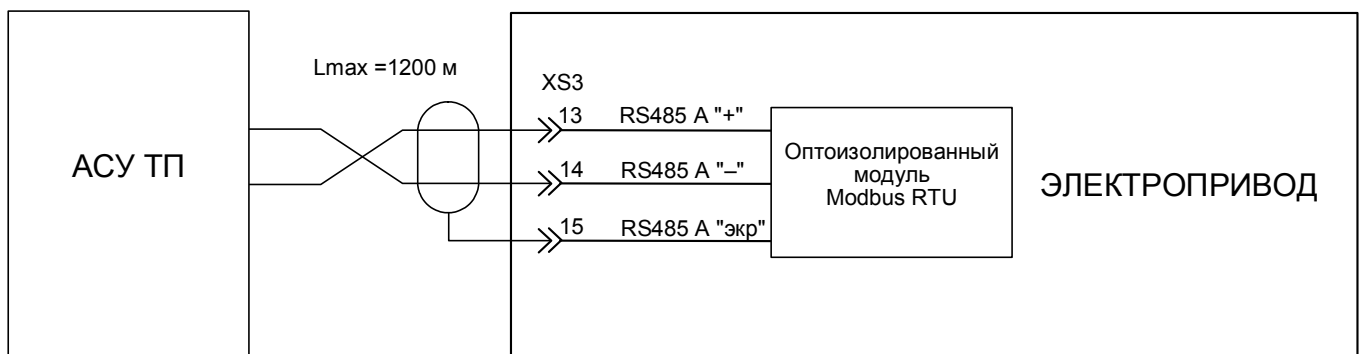 Lmax =1200 м
XS3
13 RS485 A "+"
АСУ ТП
Оптоизолированный
модуль
Modbus RTU
14 RS485 A "–"
ЭЛЕКТРОПРИВОД
15 RS485 A "экр"